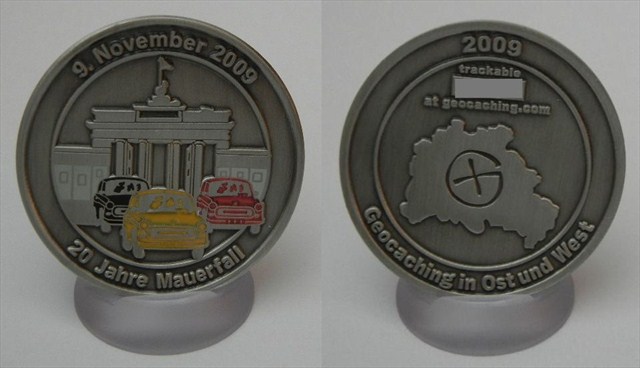 9. November 2009
20 Jahre Mauerfall
2009
trackable
at geocaching.com
Geocaching in Ost und West